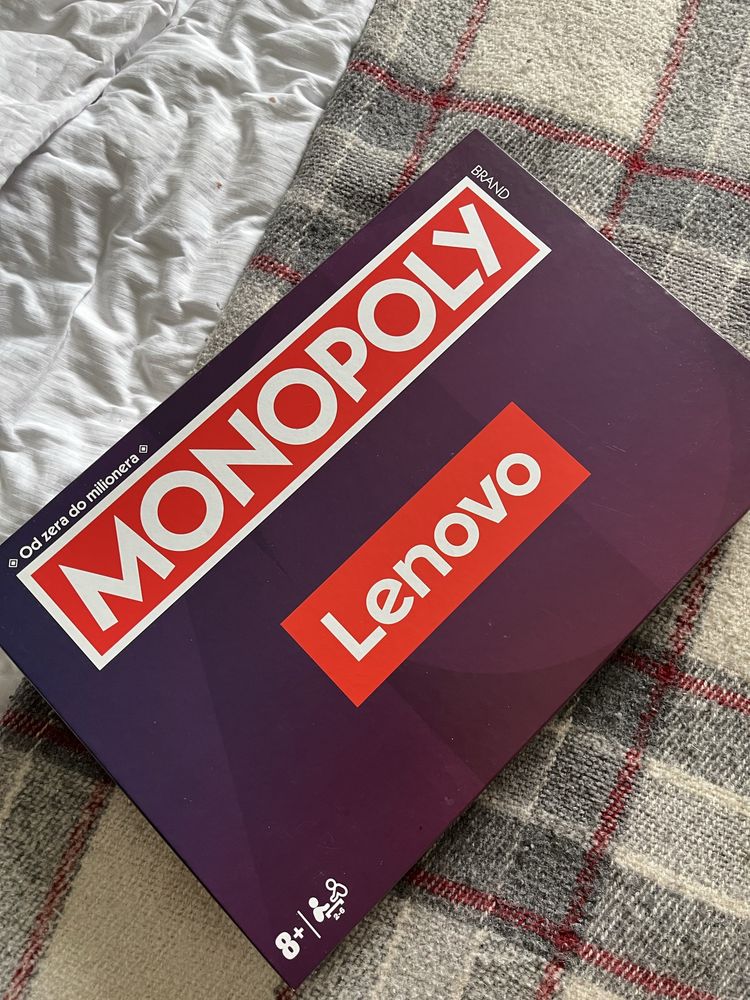 BRAND
Od zera do milionera
MONOPOLY
Lenovo
8+
2-6